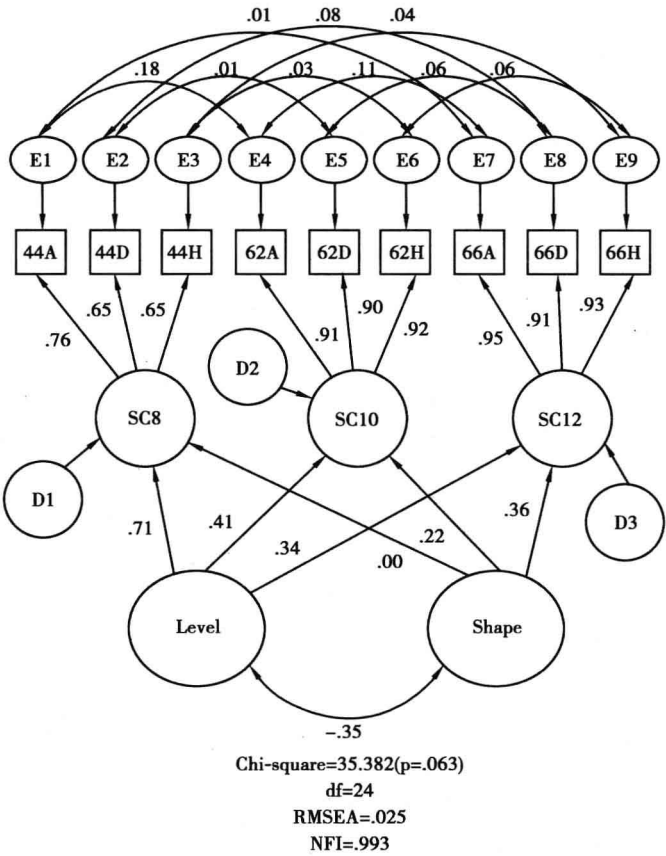 .01 .08 .04
.18 .01 .03 .11 .06 .06
E1 E2 E3 E4 E5 E6 E7 E8 E9
44A 44D 44H 62A 62D 62H 66A 66D 66H
.76 .65 .65 .91 .90 .92 .95 .91 .93
D2
SC8 SC10 SC12
D1 D3
.71 .41 .34 .00 .22 .36
Level Shape
–.35
Chi-square=35.382(p=.063)
df=24
RMSEA=.025
NFI=.993